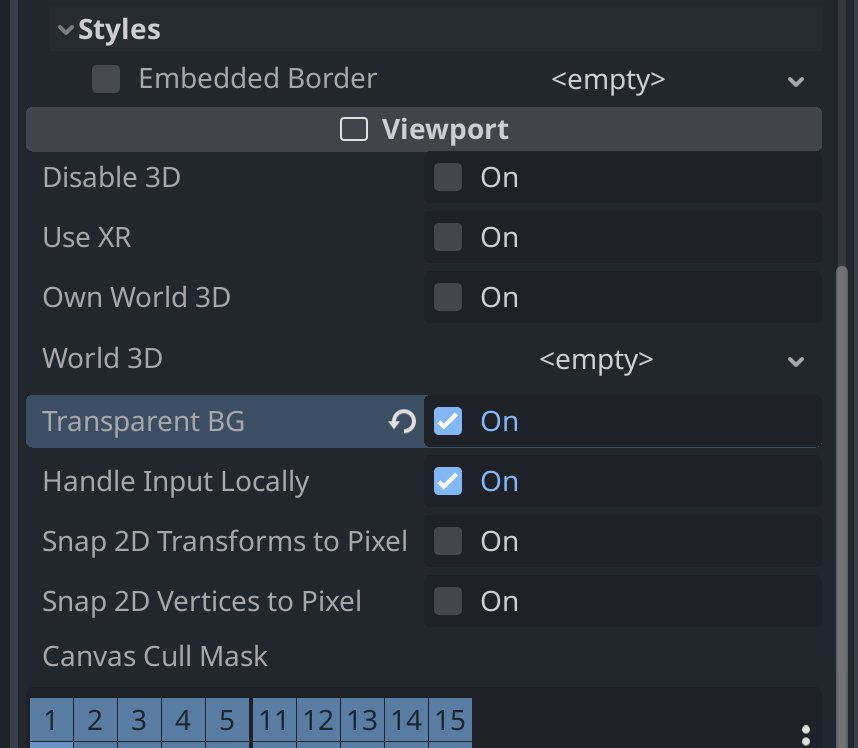 Styles
Embedded Border <empty>
Viewport
Disable 3D On
Use XR On
Own World 3D On
World 3D <empty>
Transparent BG On
Handle Input Locally On
Snap 2D Transforms to Pixel On
Snap 2D Vertices to Pixel On
Canvas Cull Mask
1 2 3 4 5 11 12 13 14 15